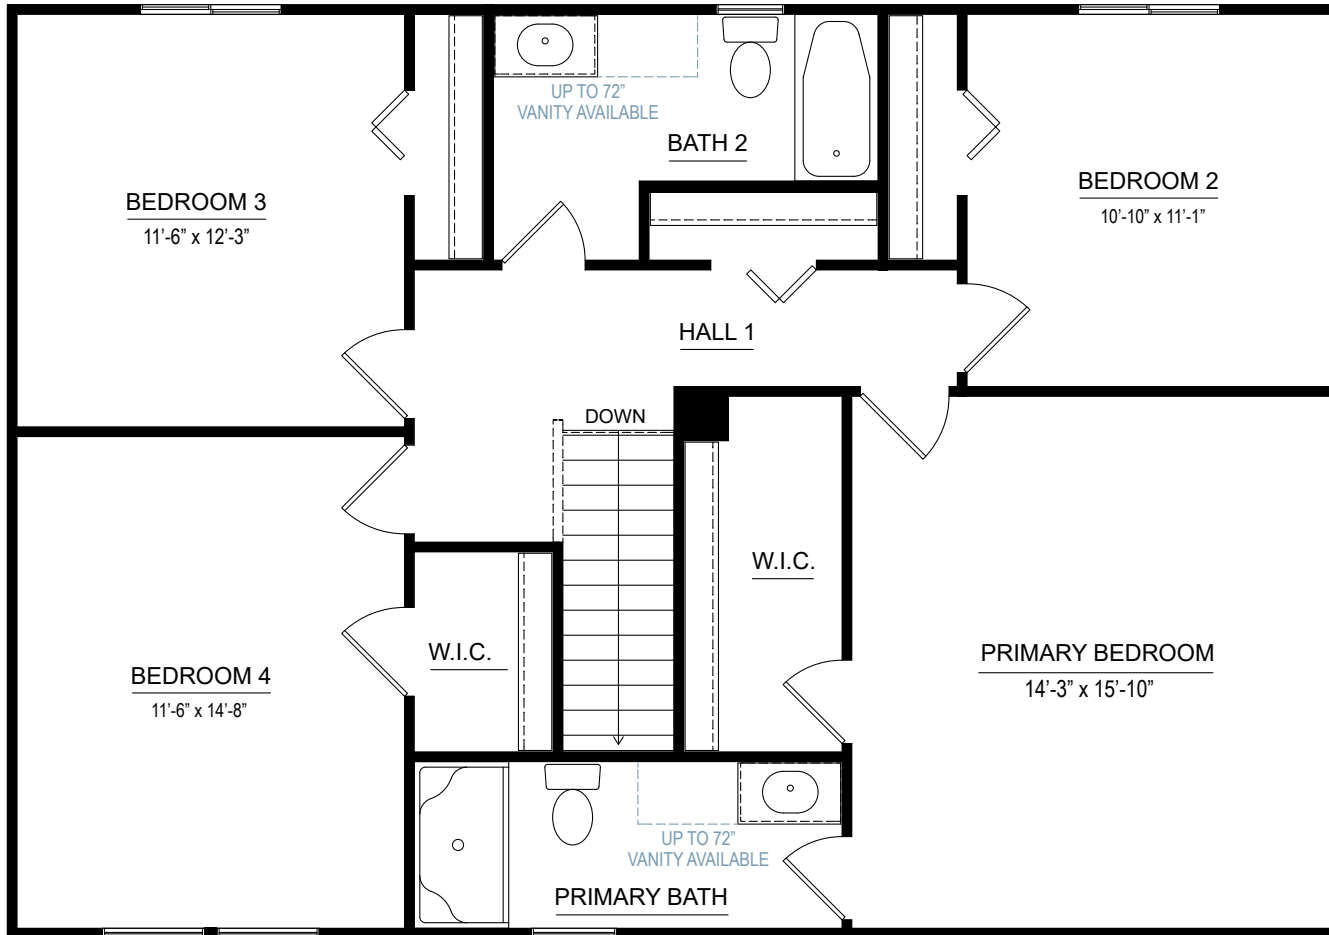 UP TO 72”
VANITY AVAILABLE
BATH 2
BEDROOM 3
11’-6” x 12’-3”
BEDROOM 2
10’-10” x 11’-1”
HALL 1
DOWN
W.I.C.
W.I.C.
BEDROOM 4
11’-6” x 14’-8”
PRIMARY BEDROOM
14’-3” x 15’-10”
UP TO 72”
VANITY AVAILABLE
PRIMARY BATH